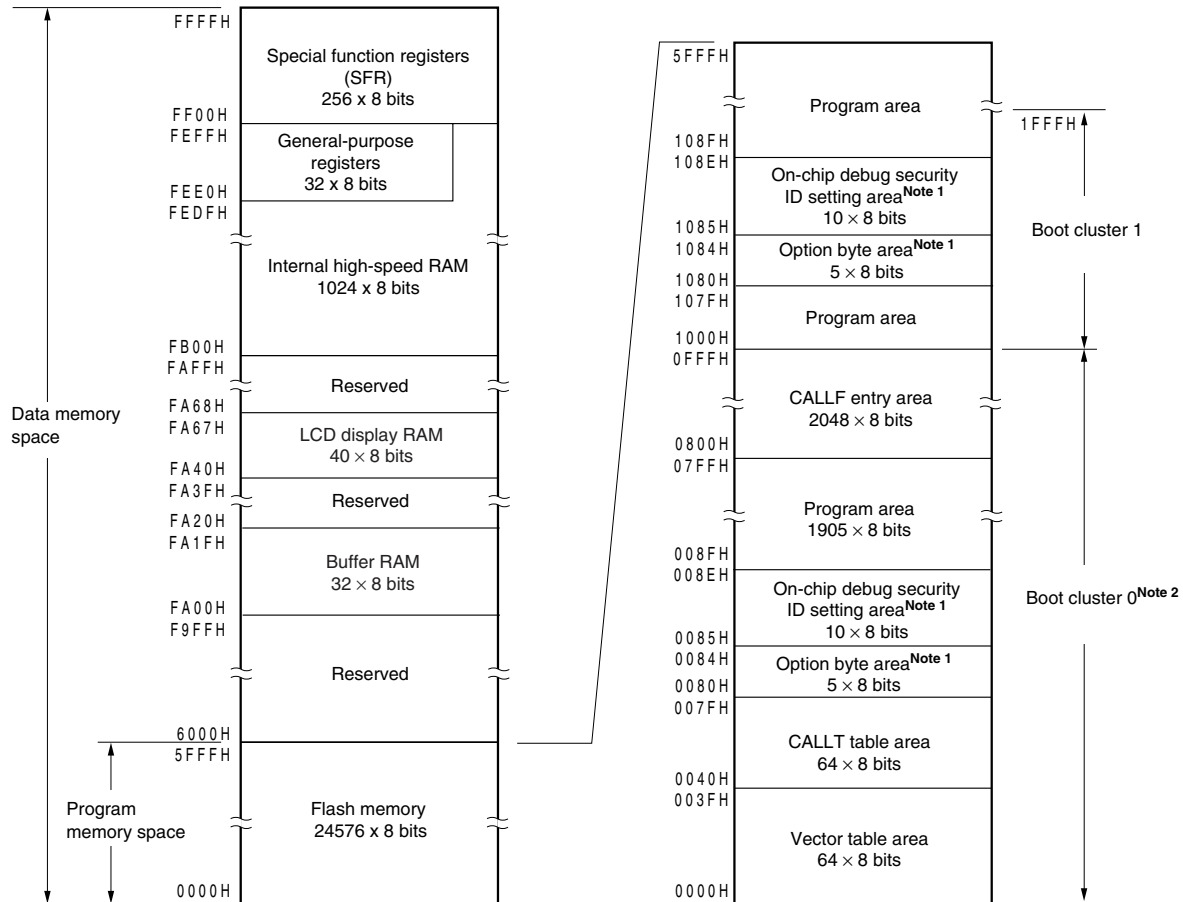 FFFFH
Special function registers
(SFR)
256 x 8 bits
FF00H
FEFFH
General-purpose
registers
32 x 8 bits
FEE0H
FEDFH
Internal high-speed RAM
1024 x 8 bits
FB00H
FAFFH
Reserved
FA68H
FA67H
LCD display RAM
40 × 8 bits
FA40H
FA3FH
Reserved
FA20H
FA1FH
Buffer RAM
32 × 8 bits
FA00H
F9FFH
Reserved
6000H
5FFFH
Flash memory
24576 x 8 bits
0000H
Data memory
space
Program
memory space
5FFFH
Program area
1FFFH
108FH
108EH
On-chip debug security
ID setting area Note 1
10 × 8 bits
1085H
1084H
Option byte area Note 1
5 × 8 bits
1080H
107FH
Program area
1000H
0FFFH
Boot cluster 1
CALLF entry area
2048 × 8 bits
0800H
07FFH
Program area
1905 × 8 bits
008FH
008EH
On-chip debug security
ID setting area Note 1
10 × 8 bits
0085H
0084H
Option byte area Note 1
5 × 8 bits
0080H
007FH
CALLT table area
64 × 8 bits
0040H
003FH
Vector table area
64 × 8 bits
0000H
Boot cluster 0 Note 2